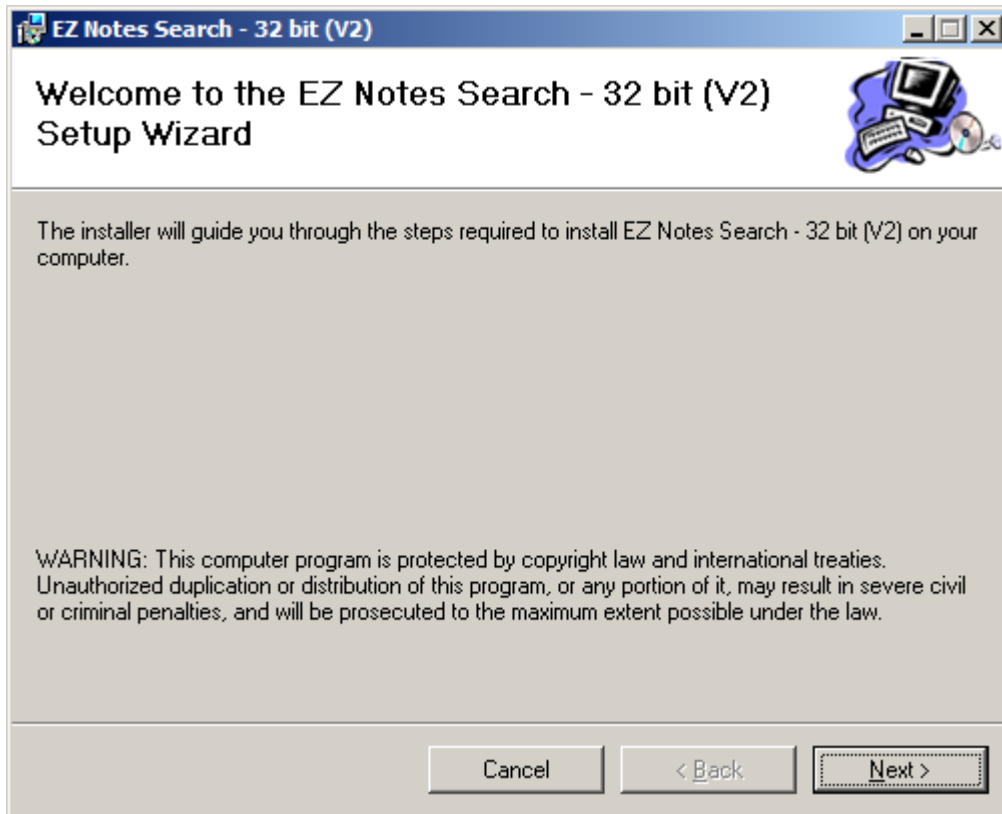 EZ Notes Search - 32 bit (V2)
Welcome to the EZ Notes Search - 32 bit (V2)
Setup Wizard
The installer will guide you through the steps required to install EZ Notes Search - 32 bit (V2) on your
computer.
WARNING: This computer program is protected by copyright law and international treaties.
Unauthorized duplication or distribution of this program, or any portion of it, may result in severe civil
or criminal penalties, and will be prosecuted to the maximum extent possible under the law.
Cancel < Back Next >